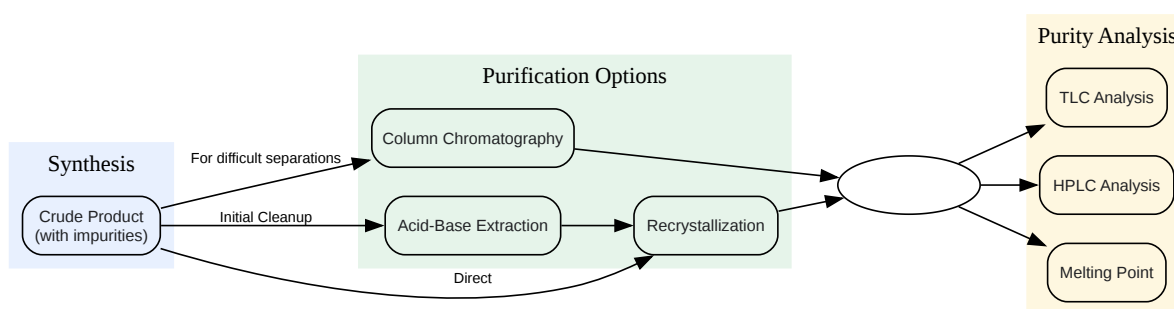 Synthesis
Crude Product
(with impurities)
For difficult separations
Initial Cleanup
Direct
Purification Options
Column Chromatography
Acid-Base Extraction
Recrystallization
Purity Analysis
TLC Analysis
HPLC Analysis
Melting Point